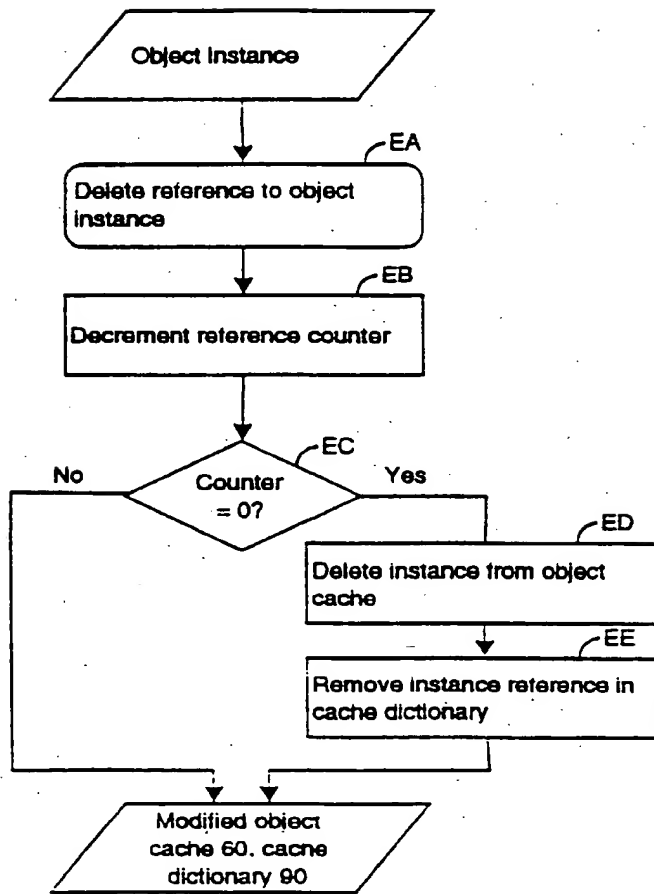 Object Instance
EA
Delete reference to object
instance
EB
Decrement reference counter
EC
No
Counter
= 0?
Yes
ED
Delete instance from object
cache
EE
Remove instance reference in
cache dictionary
Modified object
cache 60. cache
dictionary 90